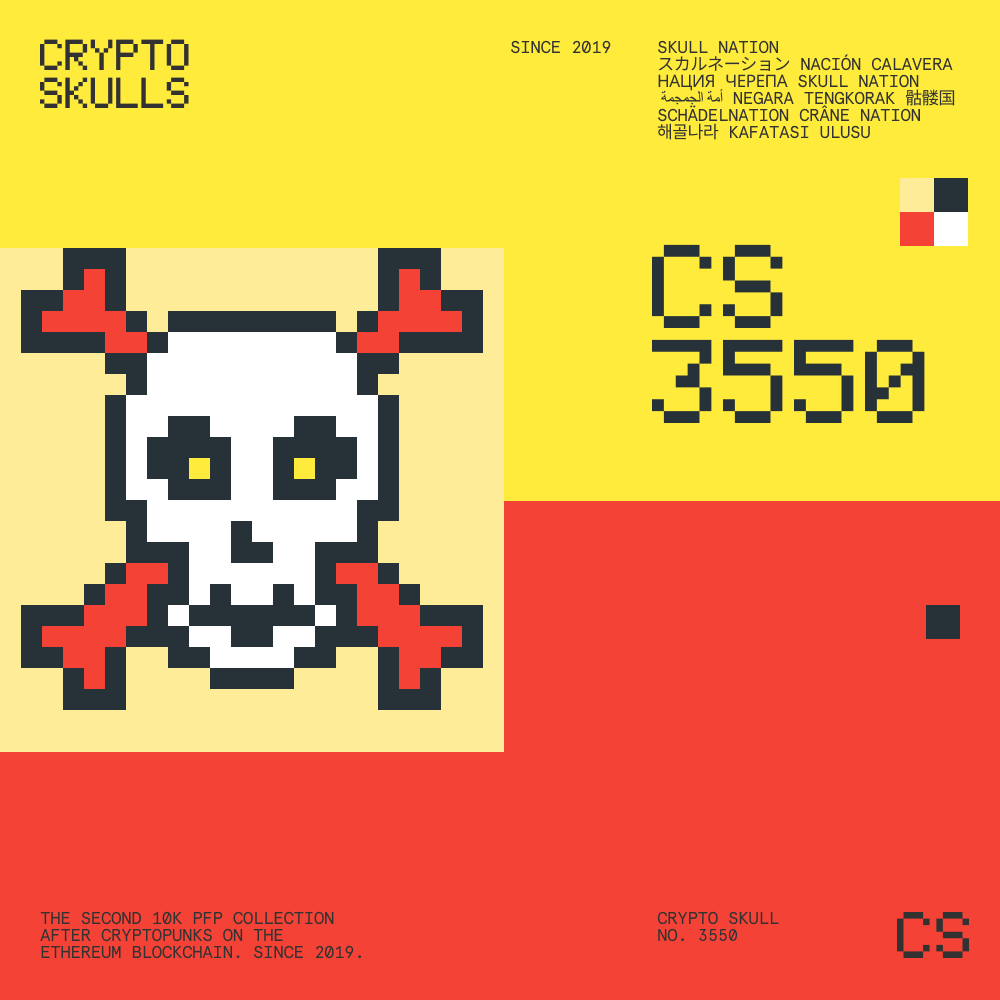 CRYPTO
SKULLS
SINCE 2019
SKULL NATION
スカルネーション NACIÓN CALAVERA
НАЦИЯ ЧЕРЕПА SKULL NATION
أمة الجمجمة NEGARA TENGKORAK 骷髅国
SCHÄDELNATION CRÂNE NATION
해골나라 KAFATASI ULUSU
CS
3550
THE SECOND 10K PFP COLLECTION
AFTER CRYPTOPUNKS ON THE
ETHEREUM BLOCKCHAIN. SINCE 2019.
CRYPTO SKULL
NO. 3550
CS